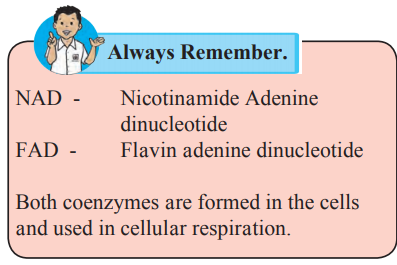 Always Remember.
NAD - Nicotinamide Adenine
dinucleotide
FAD - Flavin adenine dinucleotide
Both coenzymes are formed in the cells
and used in cellular respiration.